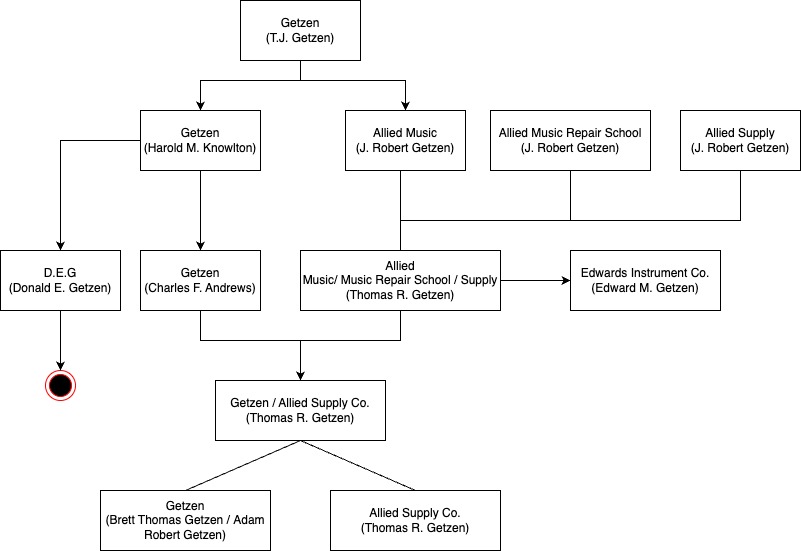 Getzen
(T.J. Getzen)
Getzen
(Harold M. Knowlton)
Allied Music
(J. Robert Getzen)
Allied Music Repair School
(J. Robert Getzen)
Allied Supply
(J. Robert Getzen)
D.E.G
(Donald E. Getzen)
Getzen
(Charles F. Andrews)
Allied
Music/ Music Repair School / Supply
(Thomas R. Getzen)
Edwards Instrument Co.
(Edward M. Getzen)
Getzen / Allied Supply Co.
(Thomas R. Getzen)
Getzen
(Brett Thomas Getzen / Adam
Robert Getzen)
Allied Supply Co.
(Thomas R. Getzen)